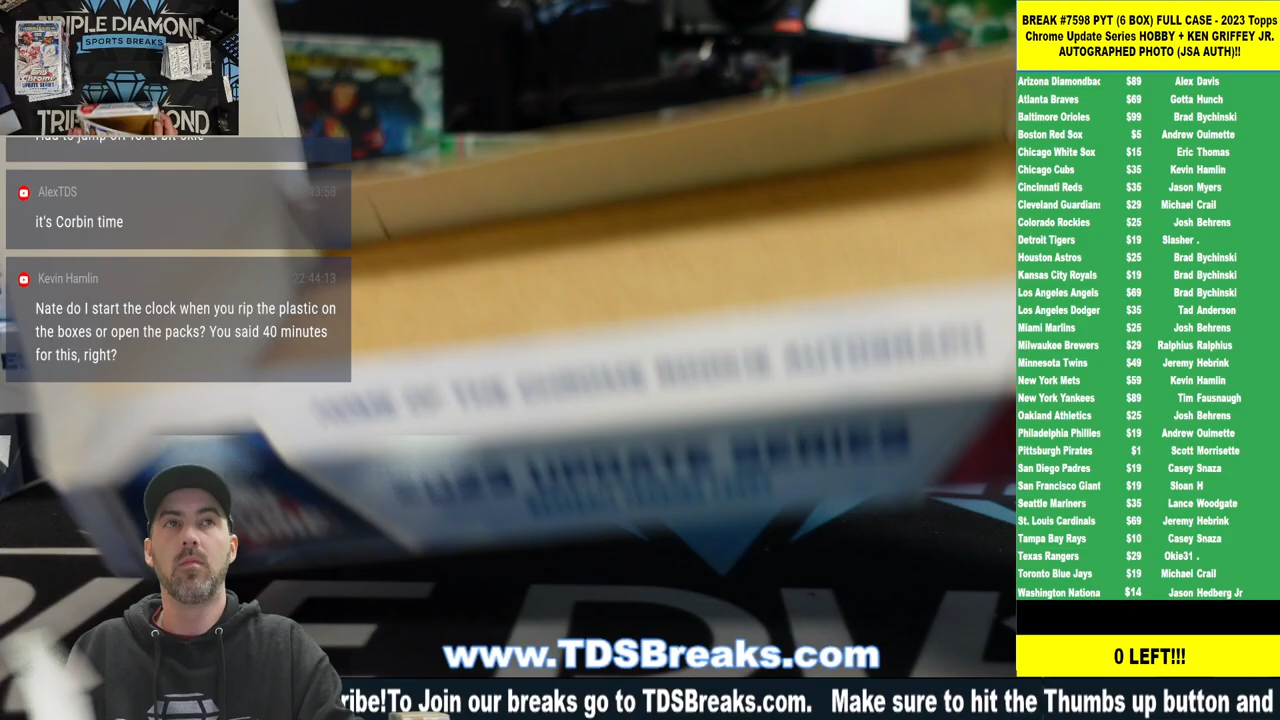 TRIPLE DIAMOND
SPORTS BREAKS
Had to jump off for a bit okie
AlexTDS
it's Corbin time
Kevin Hamlin 22:44:13
Nate do I start the clock when you rip the plastic on
the boxes or open the packs? You said 40 minutes
for this, right?
BREAK #7598 PYT (6 BOX) FULL CASE - 2023 Topps
Chrome Update Series HOBBY + KEN GRIFFEY JR.
AUTOGRAPHED PHOTO (JSA AUTH)!!
Arizona Diamondbac $89 Alex Davis
Atlanta Braves $69 Gotta Hunch
Baltimore Orioles $99 Brad Bychinski
Boston Red Sox $5 Andrew Ouimette
Chicago White Sox $15 Eric Thomas
Chicago Cubs $35 Kevin Hamlin
Cincinnati Reds $35 Jason Myers
Cleveland Guardians $29 Michael Crail
Colorado Rockies $25 Josh Behrens
Detroit Tigers $19 Slasher .
Houston Astros $25 Brad Bychinski
Kansas City Royals $19 Brad Bychinski
Los Angeles Angels $69 Brad Bychinski
Los Angeles Dodger $35 Tad Anderson
Miami Marlins $25 Josh Behrens
Milwaukee Brewers $29 Ralphius Ralphius
Minnesota Twins $49 Jeremy Hebrink
New York Mets $59 Kevin Hamlin
New York Yankees $89 Tim Fausnaugh
Oakland Athletics $25 Josh Behrens
Philadelphia Phillies $19 Andrew Ouimette
Pittsburgh Pirates $1 Scott Morrisette
San Diego Padres $19 Casey Snaza
San Francisco Giant $19 Sloan H
Seattle Mariners $35 Lance Woodgate
St. Louis Cardinals $69 Jeremy Hebrink
Tampa Bay Rays $10 Casey Snaza
Texas Rangers $29 Okie31 .
Toronto Blue Jays $19 Michael Crail
Washington Nationa $14 Jason Hedberg Jr
0 LEFT!!!
UPDATE SERIES
www.TDSBreaks.com
ribe!To Join our breaks go to TDSBreaks.com. Make sure to hit the Thumbs up button and